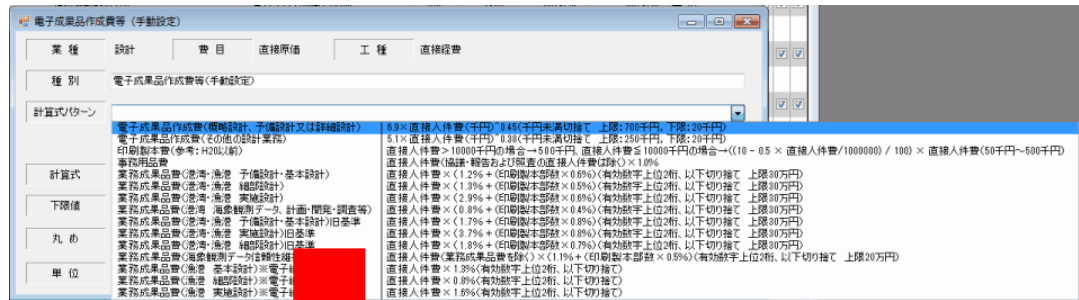 電子成果品作成費等（手動設定）
業 種 設計 費 目 直接原価 工 種 直接経費
種 別 電子成果品作成費等(手動設定)
計算式パターン
電子成果品作成費(概略設計、予備設計又は詳細設計) 6.9×直接人件費(千円)^0.45(千円未満切捨て 上限:700千円, 下限:20千円)
電子成果品作成費(その他の設計業務) 5.1×直接人件費(千円)^0.38(千円未満切捨て 上限:250千円, 下限:20千円)
印刷製本費(参考:H20以前) 直接人件費＞10000千円の場合→500千円、直接人件費≦10000千円の場合→((10 - 0.5 × 直接人件費/1000000) / 100) × 直接人件費(50千円～500千円)
事務用品費 直接人件費(協議・報告および照査の直接人件費は除く)×1.0%
業務成果品費(港湾・漁港 予備設計・基本設計) 直接人件費×(1.2%+(印刷製本部数×0.6%)(有効数字上位2桁、以下切り捨て 上限30万円)
業務成果品費(港湾・漁港 細部設計) 直接人件費×(1.3%+(印刷製本部数×0.5%)(有効数字上位2桁、以下切り捨て 上限30万円)
業務成果品費(港湾・漁港 実施設計) 直接人件費×(2.9%+(印刷製本部数×0.6%)(有効数字上位2桁、以下切り捨て 上限30万円)
業務成果品費(港湾 海象観測データ、計画・開発・調査等) 直接人件費×(0.8%+(印刷製本部数×0.4%)(有効数字上位2桁、以下切り捨て 上限30万円)
業務成果品費(港湾・漁港 予備設計・基本設計)旧基準 直接人件費×(1.7%+(印刷製本部数×0.9%)(有効数字上位2桁、以下切り捨て 上限30万円)
業務成果品費(港湾・漁港 実施設計)旧基準 直接人件費×(3.7%+(印刷製本部数×0.8%)(有効数字上位2桁、以下切り捨て 上限30万円)
業務成果品費(港湾・漁港 細部設計)旧基準 直接人件費×(1.8%+(印刷製本部数×0.7%)(有効数字上位2桁、以下切り捨て 上限30万円)
業務成果品費(海象観測データ信頼性維 直接人件費(業務成果品費を除く)×(1.1%+(印刷製本部数×0.5%)(有効数字上位2桁、以下切り捨て 上限20万円)
業務成果品費(漁港 基本設計)※電子 直接人件費×1.3%(有効数字上位2桁、以下切り捨て)
業務成果品費(漁港 細部設計)※電子 直接人件費×0.8%(有効数字上位2桁、以下切り捨て)
業務成果品費(漁港 実施設計)※電子 直接人件費×1.6%(有効数字上位2桁、以下切り捨て)
計算式
下限値
丸 め
単 位